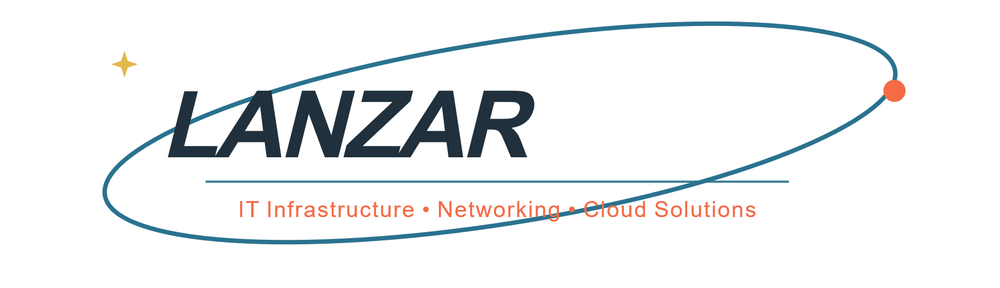 LANZAR
IT Infrastructure • Networking • Cloud Solutions